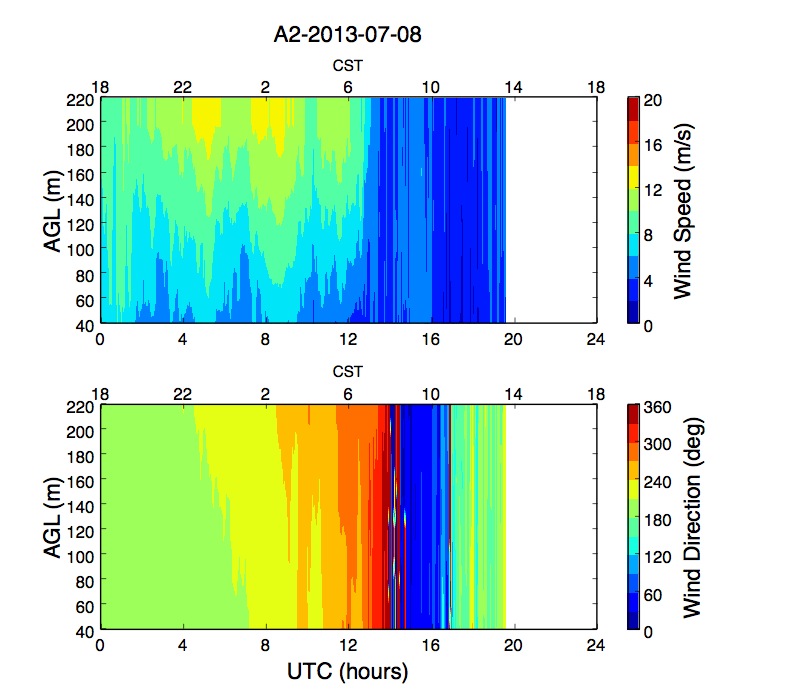 A2-2013-07-08
CST
18 22 2 6 10 14 18
220 20
200
180 16
160
140 12
120
100 8
80
60 4
40 0
AGL (m)
Wind Speed (m/s)
0 4 8 12 16 20 24
CST
18 22 2 6 10 14 18
220 360
200
180 300
160
140 240
120 180
100
80 120
60 60
40 0
AGL (m)
Wind Direction (deg)
0 4 8 12 16 20 24
UTC (hours)